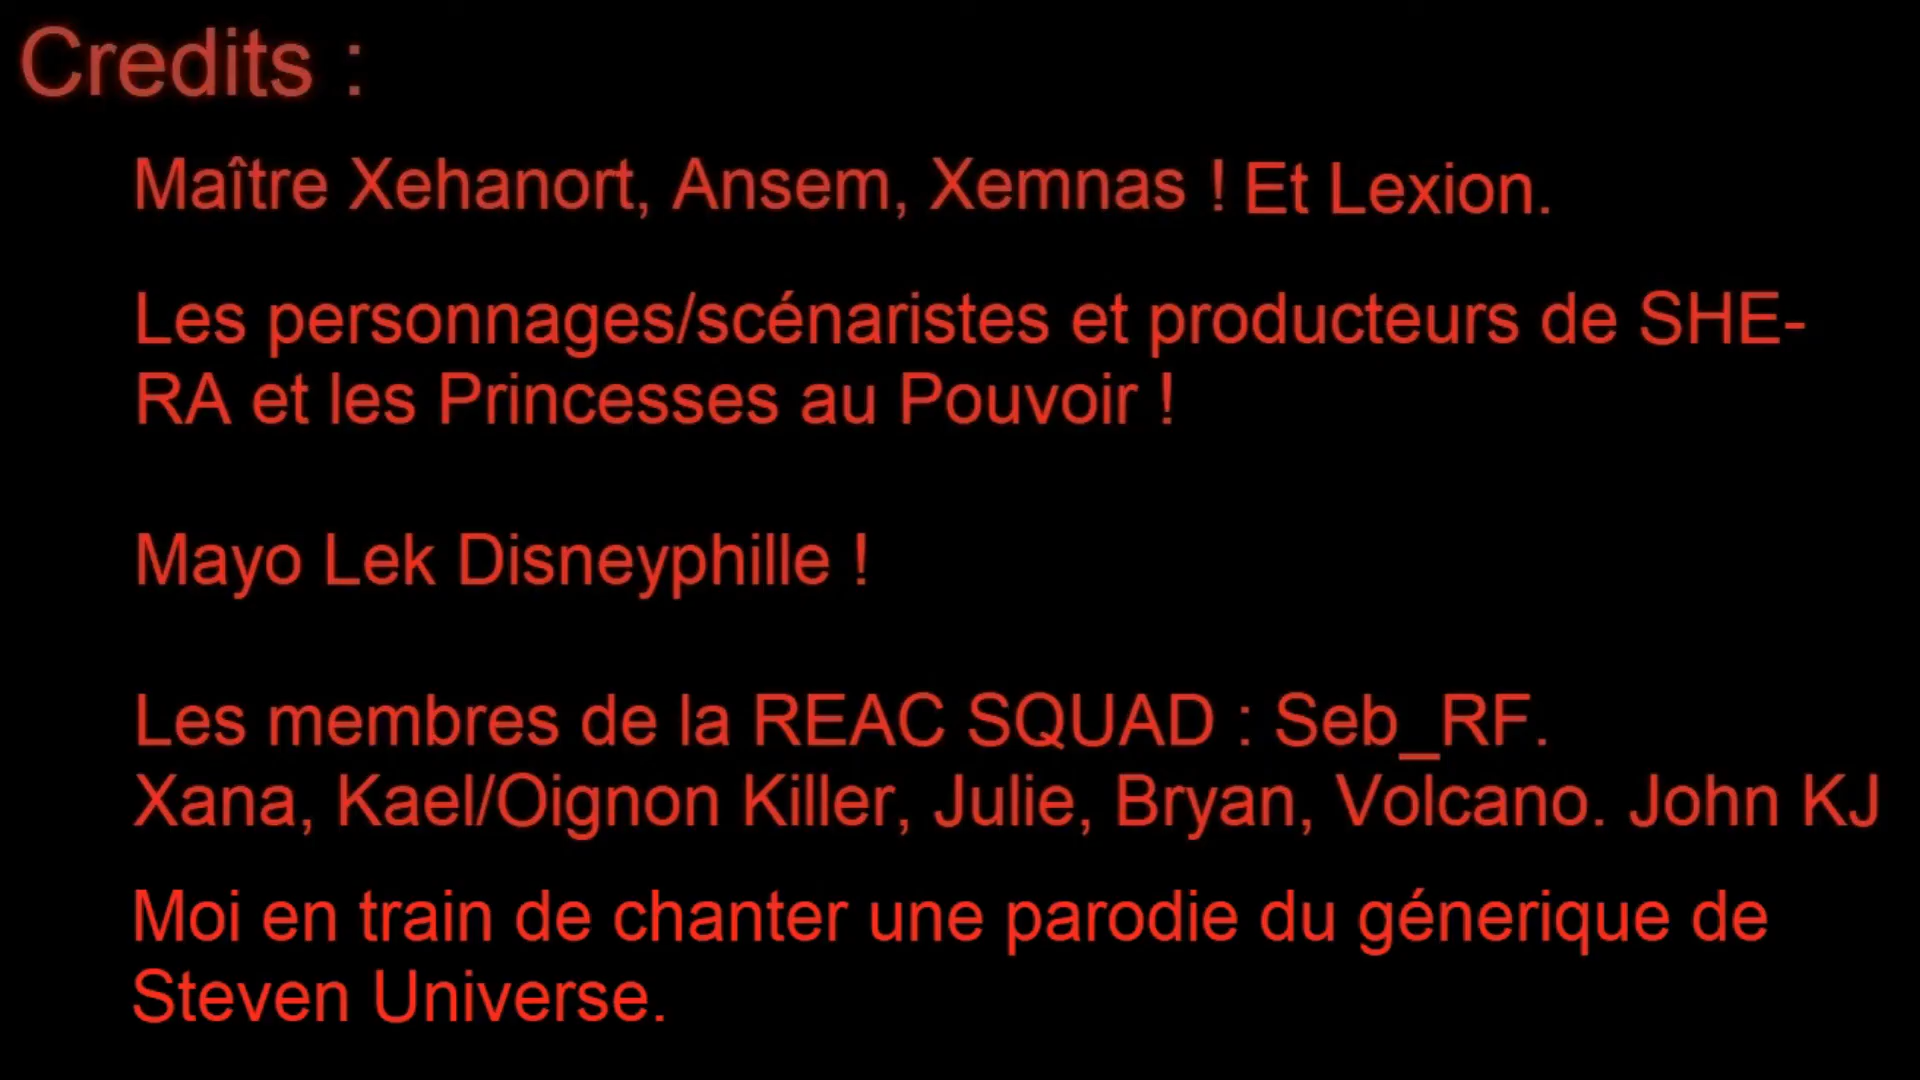 Credits :
Maître Xehanort, Ansem, Xemnas ! Et Lexion.
Les personnages/scénaristes et producteurs de SHE-
RA et les Princesses au Pouvoir !
Mayo Lek Disneyphille !
Les membres de la REAC SQUAD : Seb_RF.
Xana, Kael/Oignon Killer, Julie, Bryan, Volcano. John KJ
Moi en train de chanter une parodie du génerique de
Steven Universe.